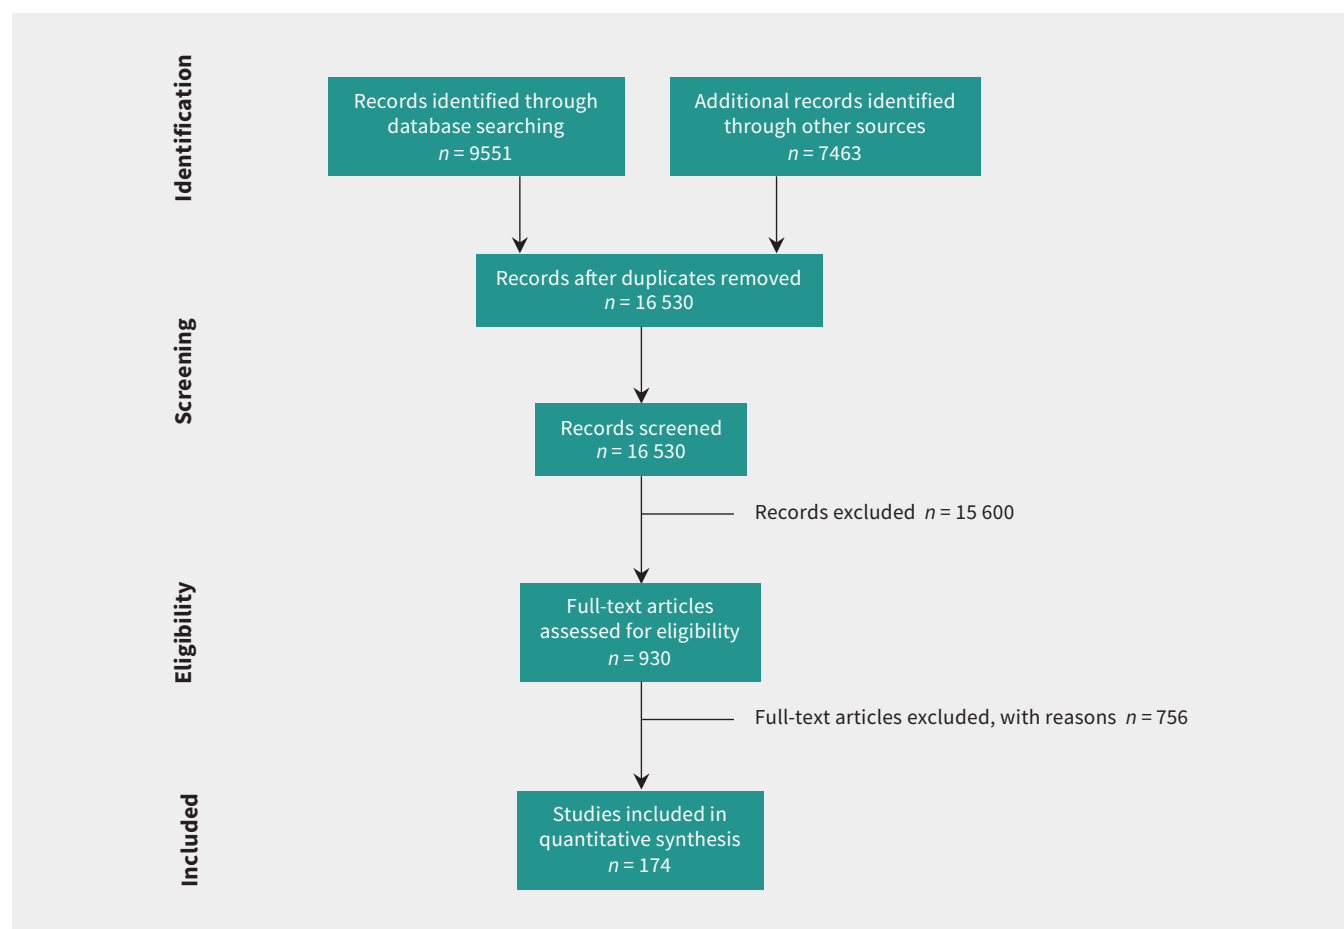 Identification
Records identified through
database searching
n = 9551
Additional records identified
through other sources
n = 7463
Screening
Records after duplicates removed
n = 16 530
Records screened
n = 16 530
Records excluded n = 15 600
Eligibility
Full-text articles
assessed for eligibility
n = 930
Full-text articles excluded, with reasons n = 756
Included
Studies included in
quantitative synthesis
n = 174